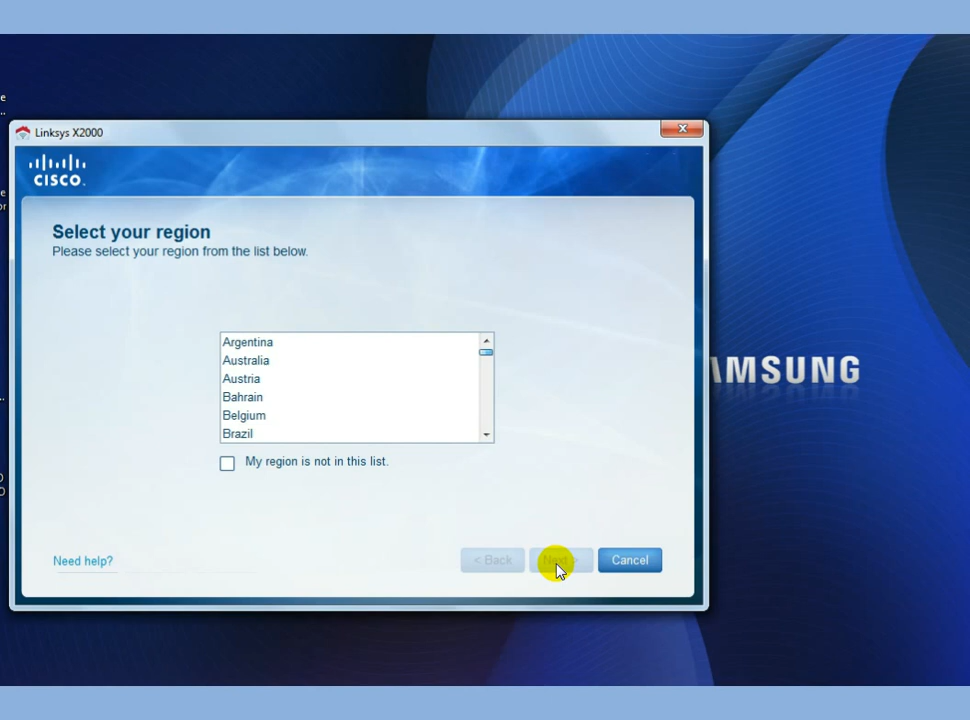 Linksys X2000
CISCO.
Select your region
Please select your region from the list below.
Argentina
Australia
Austria
Bahrain
Belgium
Brazil
My region is not in this list.
Need help?
< Back
Next >
Cancel
AMSUNG